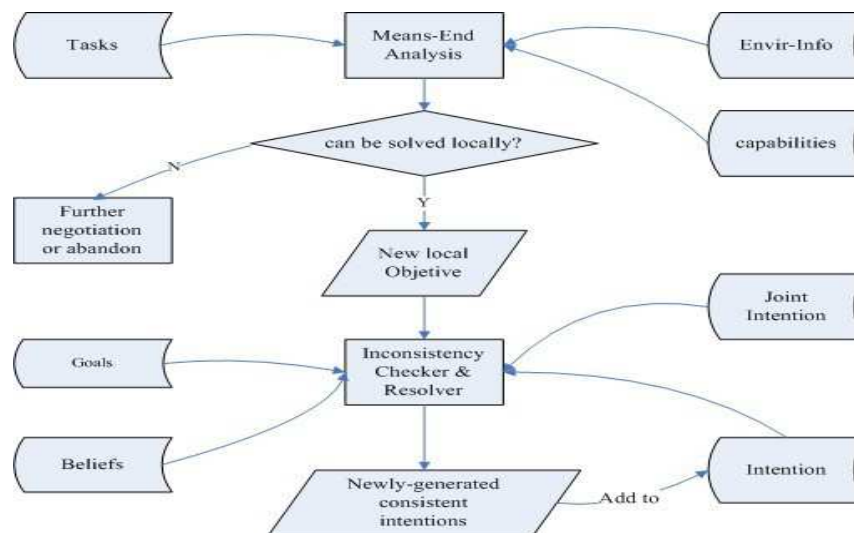 Tasks
Means-End
Analysis
Envir-Info
can be solved locally?
capabilities
N
Y
Further
negotiation
or abandon
New local
Objetive
Joint
Intention
Goals
Inconsistency
Checker &
Resolver
Beliefs
Newly-generated
consistent
intentions
Add to
Intention